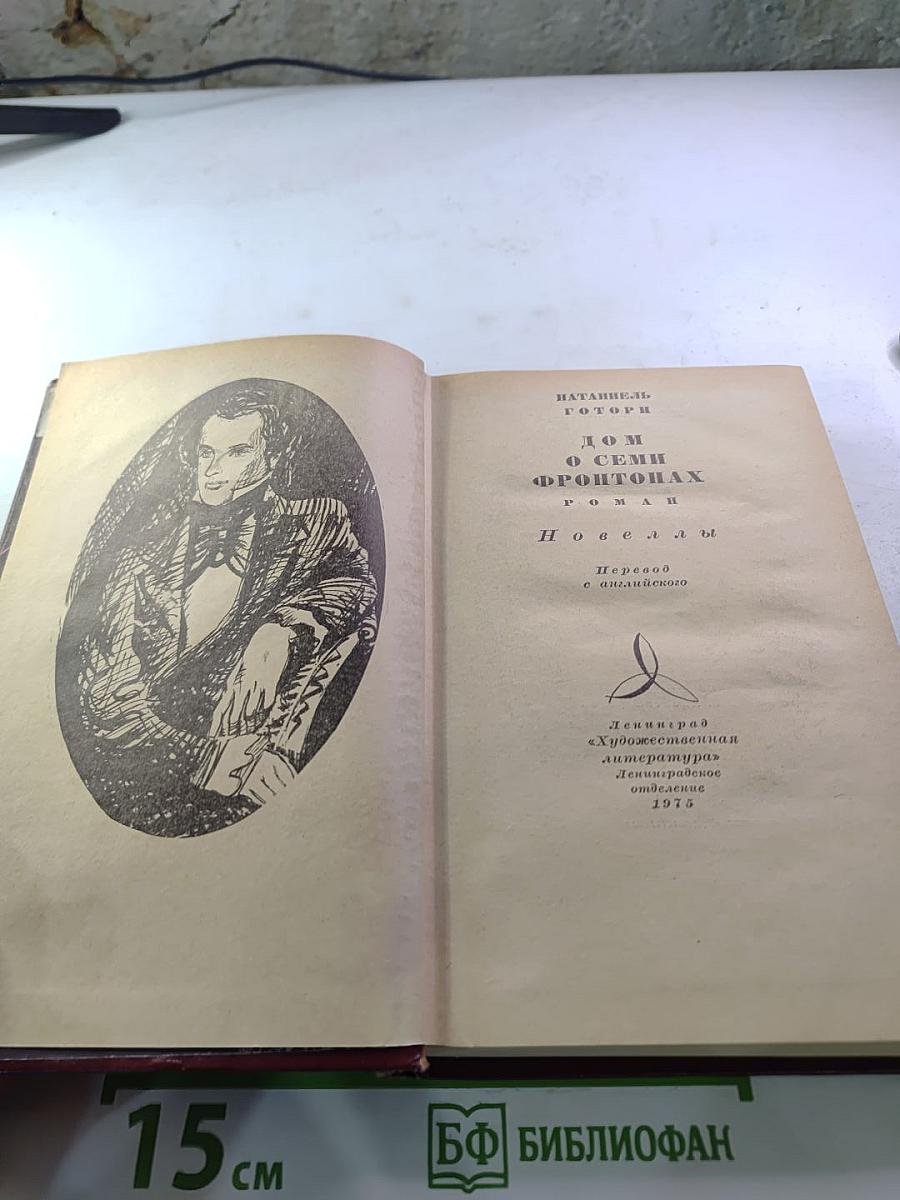 НАТАНИЕЛЬ
ГОТОРН
ДОМ
О СЕМИ
ФРОНТОНАХ
РОМАН
Новеллы
Перевод
с английского
Ленинград
«Художественная
литература»
Ленинградское
отделение
1975
15 см
БФ БИБЛИОФАН